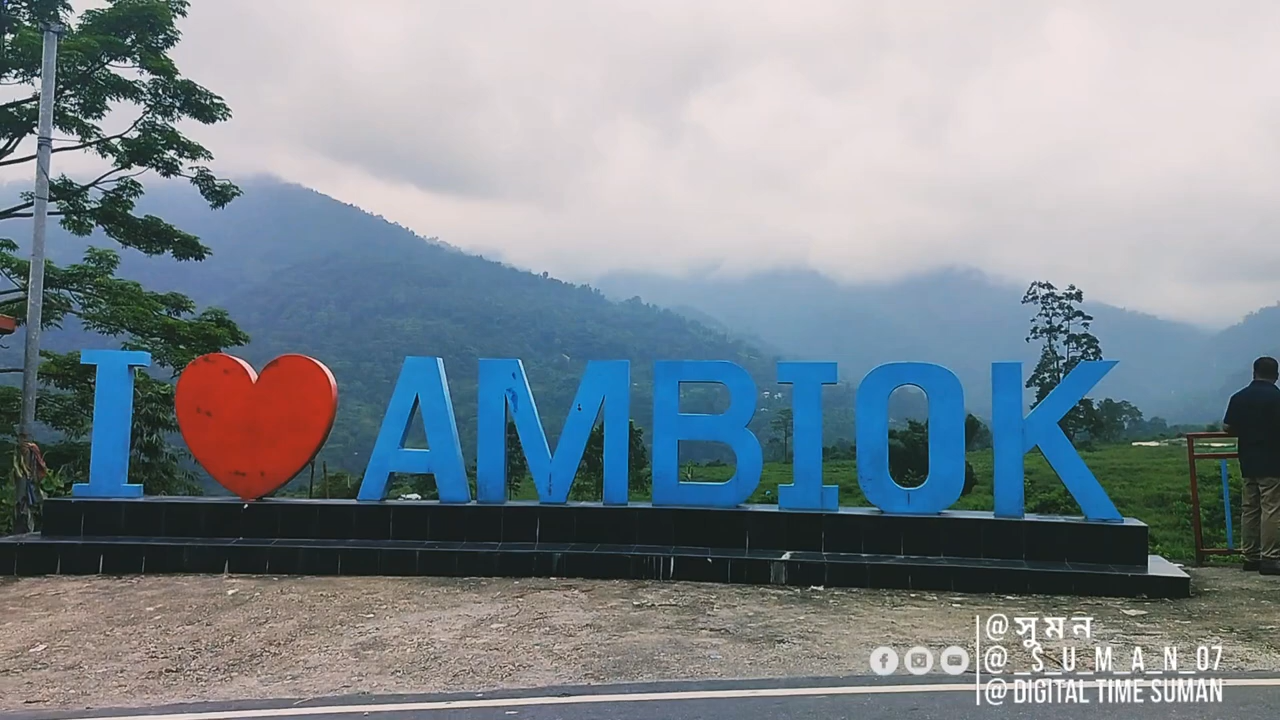 I ❤ AMBIOK
@সুমন
@_S_U_M_A_N_07
@DIGITAL TIME SUMAN